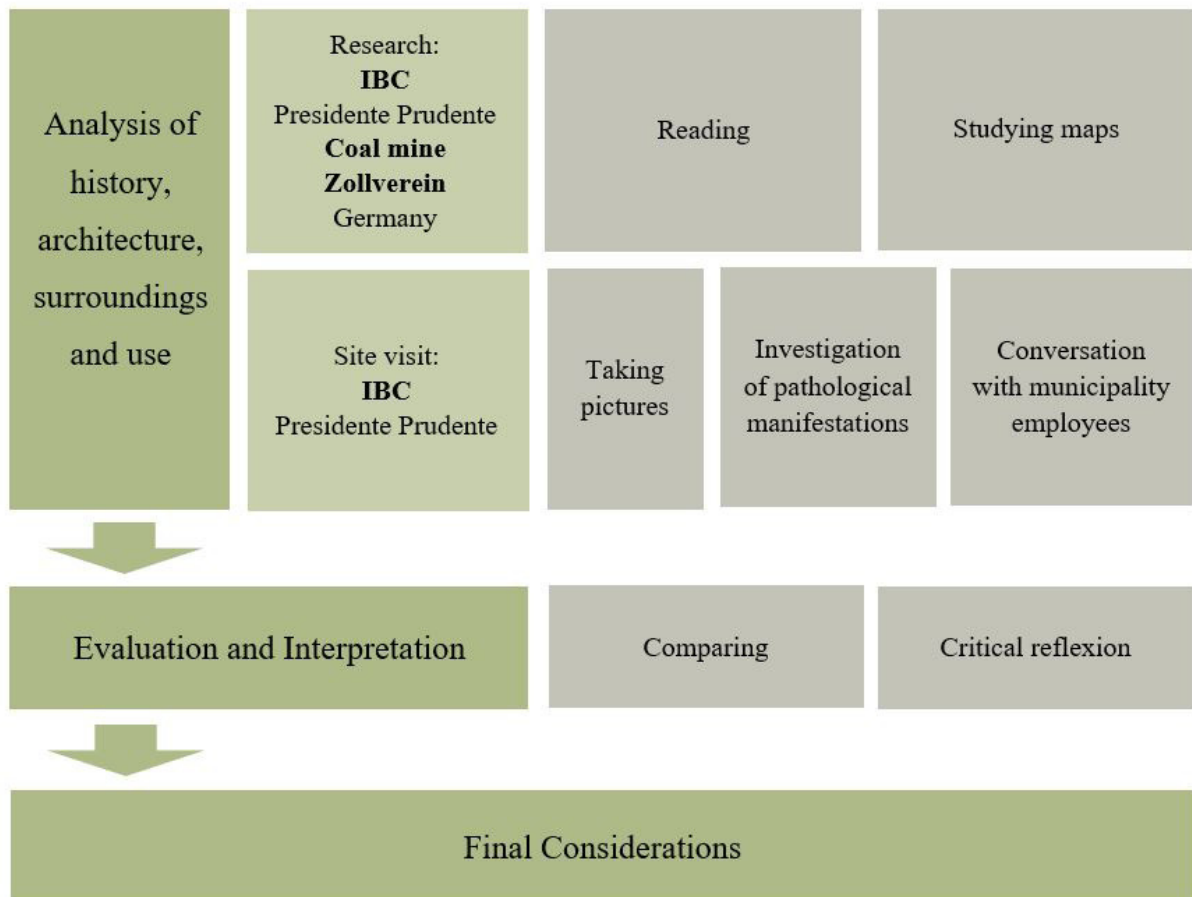 Analysis of
history,
architecture,
surroundings
and use
Research:
IBC
Presidente Prudente
Coal mine
Zollverein
Germany
Reading
Studying maps
Site visit:
IBC
Presidente Prudente
Taking
pictures
Investigation
of pathological
manifestations
Conversation
with municipality
employees
Evaluation and Interpretation
Comparing
Critical reflexion
Final Considerations